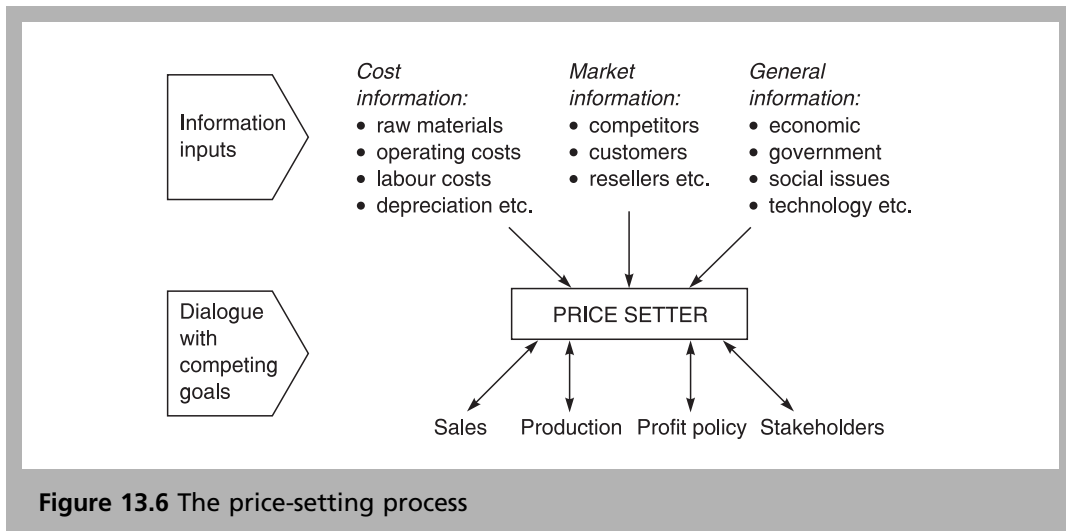 Information
inputs
Cost
information:
• raw materials
• operating costs
• labour costs
• depreciation etc.
Market
information:
• competitors
• customers
• resellers etc.
General
information:
• economic
• government
• social issues
• technology etc.
Dialogue
with
competing
goals
PRICE SETTER
Sales Production Profit policy Stakeholders
Figure 13.6 The price-setting process